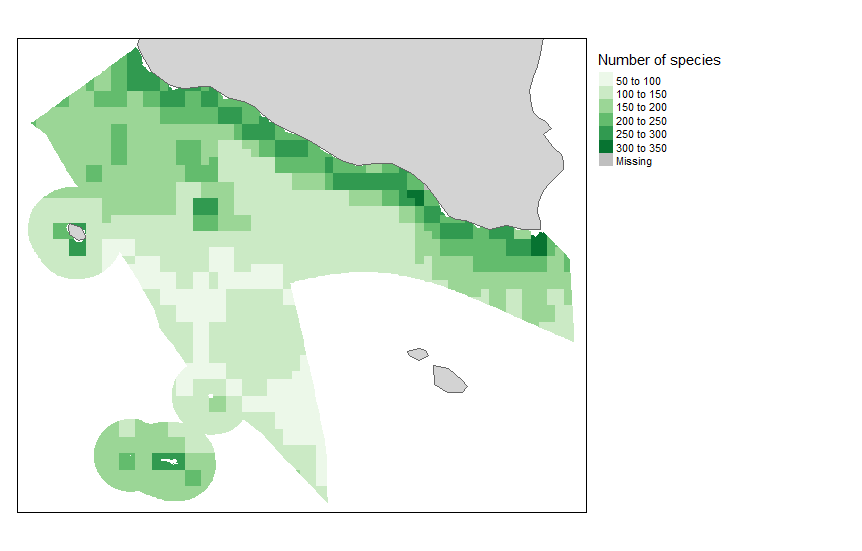 Number of species
50 to 100
100 to 150
150 to 200
200 to 250
250 to 300
300 to 350
Missing